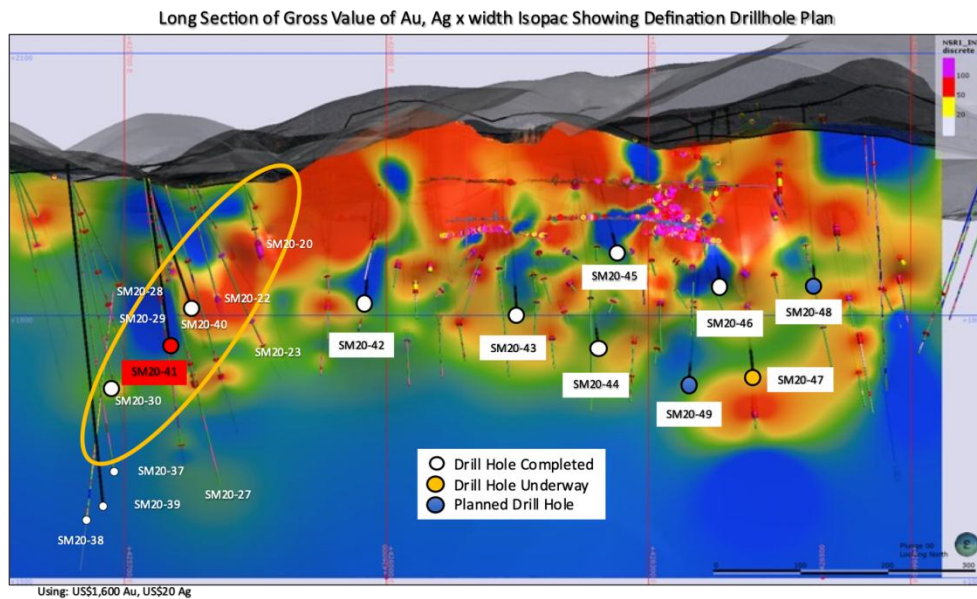 Long Section of Gross Value of Au, Ag x width Isopac Showing Defination Drillhole Plan
NSR1_IN
discrete
100
50
20
+2100
SM20-20
SM20-45
SM20-28
SM20-22
SM20-29
SM20-40
SM20-46
SM20-48
SM20-42
SM20-43
SM20-23
SM20-41
SM20-44
SM20-47
SM20-30
SM20-49
SM20-37
SM20-27
SM20-39
SM20-38
Drill Hole Completed
Drill Hole Underway
Planned Drill Hole
Plunge 00
Looking North
0 100 200 300
Using: US$1,600 Au, US$20 Ag